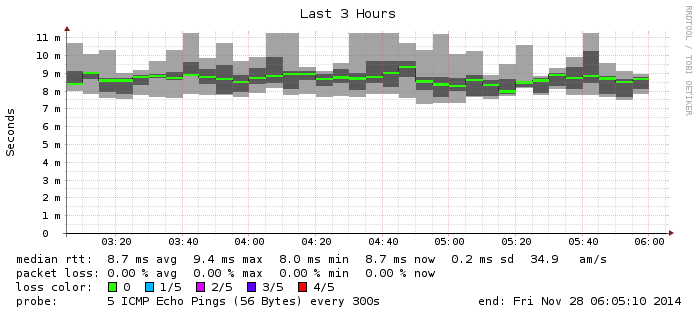 Last 3 Hours
RRDTOOL / TOBI OETIKER
Seconds
11 m
10 m
9 m
8 m
7 m
6 m
5 m
4 m
3 m
2 m
1 m
0
03:20 03:40 04:00 04:20 04:40 05:00 05:20 05:40 06:00
median rtt: 8.7 ms avg 9.4 ms max 8.0 ms min 8.7 ms now 0.2 ms sd 34.9 am/s
packet loss: 0.00 % avg 0.00 % max 0.00 % min 0.00 % now
loss color: 0 1/5 2/5 3/5 4/5
probe: 5 ICMP Echo Pings (56 Bytes) every 300s end: Fri Nov 28 06:05:10 2014